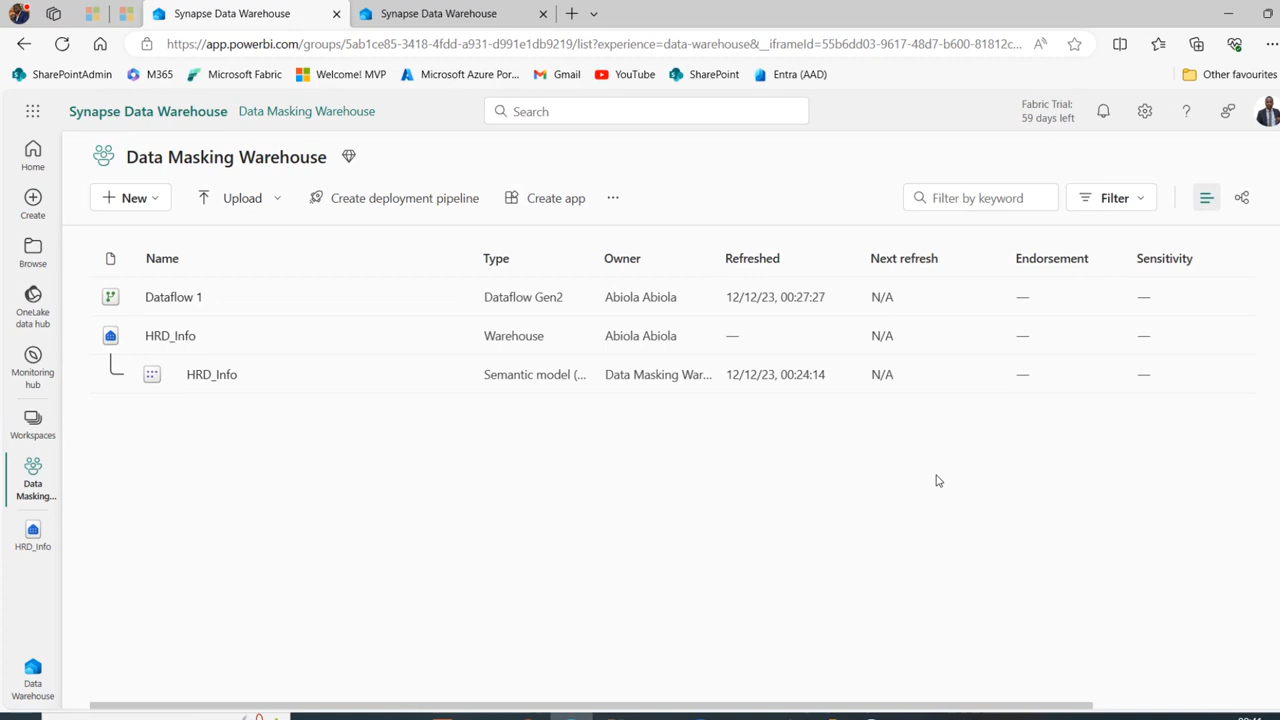 Synapse Data Warehouse
Synapse Data Warehouse
https://app.powerbi.com/groups/5ab1ce85-3418-4fdd-a931-d991e1db9219/list?experience=data-warehouse&__iframeId=55b6dd03-9617-48d7-b600-81812c...
SharePointAdmin
M365
Microsoft Fabric
Welcome! MVP
Microsoft Azure Por...
Gmail
YouTube
SharePoint
Entra (AAD)
Other favourites
Synapse Data Warehouse
Data Masking Warehouse
Search
Fabric Trial:
59 days left
Home
Create
Browse
OneLake
data hub
Monitoring
hub
Workspaces
Data
Masking...
HRD_Info
Data
Warehouse
Data Masking Warehouse
New
Upload
Create deployment pipeline
Create app
...
Filter by keyword
Filter
Name Type Owner Refreshed Next refresh Endorsement Sensitivity
Dataflow 1 Dataflow Gen2 Abiola Abiola 12/12/23, 00:27:27 N/A — —
HRD_Info Warehouse Abiola Abiola — N/A — —
HRD_Info Semantic model (... Data Masking War... 12/12/23, 00:24:14 N/A — —